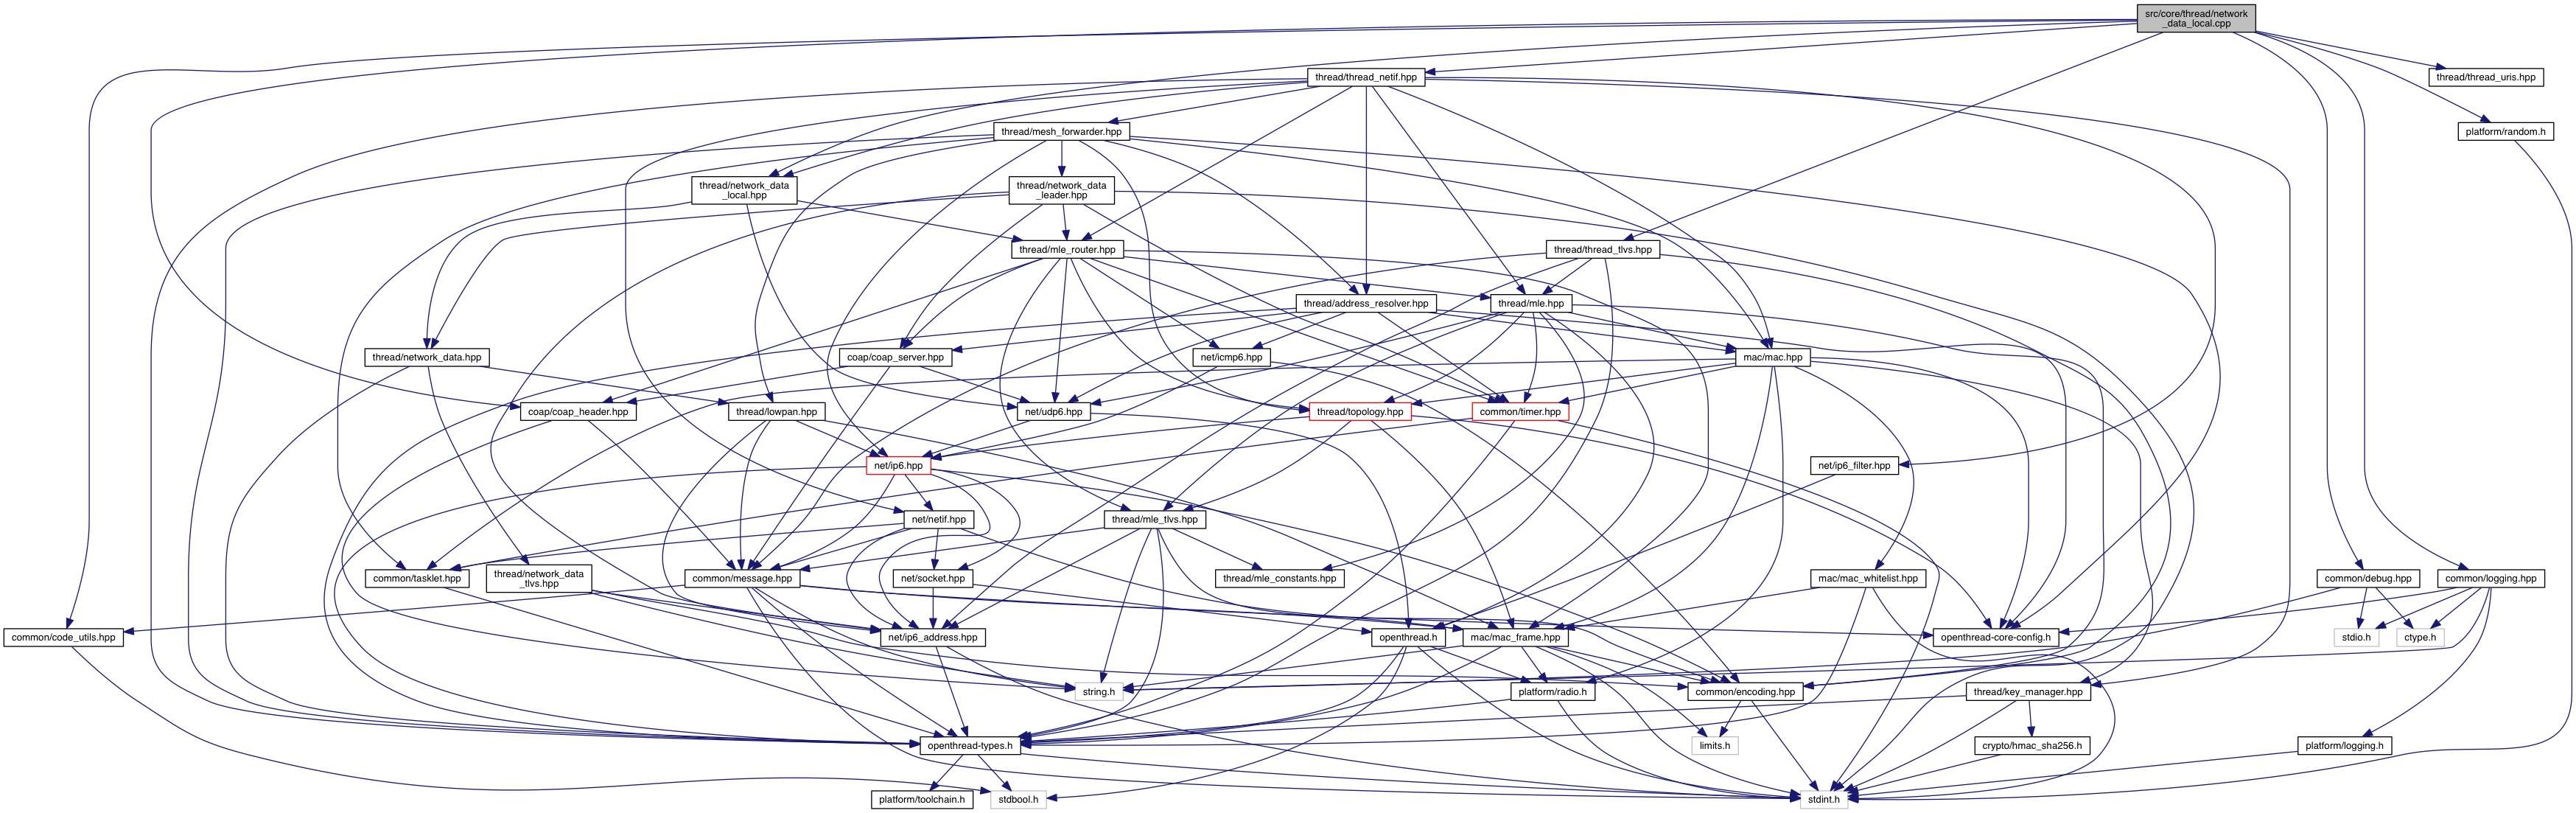 src/core/thread/network
_data_local.cpp
thread/thread_netif.hpp
thread/thread_uris.hpp
thread/mesh_forwarder.hpp
platform/random.h
thread/network_data
_local.hpp
thread/network_data
_leader.hpp
thread/mle_router.hpp
thread/thread_tlvs.hpp
thread/address_resolver.hpp
thread/mle.hpp
thread/network_data.hpp
coap/coap_server.hpp
net/icmp6.hpp
mac/mac.hpp
coap/coap_header.hpp
thread/lowpan.hpp
net/udp6.hpp
thread/topology.hpp
common/timer.hpp
net/ip6.hpp
net/ip6_filter.hpp
net/netif.hpp
thread/mle_tlvs.hpp
common/tasklet.hpp
thread/network_data
_tlvs.hpp
common/message.hpp
net/socket.hpp
thread/mle_constants.hpp
mac/mac_whitelist.hpp
common/debug.hpp
common/logging.hpp
common/code_utils.hpp
net/ip6_address.hpp
openthread.h
mac/mac_frame.hpp
openthread-core-config.h
stdio.h
ctype.h
string.h
platform/radio.h
common/encoding.hpp
thread/key_manager.hpp
openthread-types.h
limits.h
crypto/hmac_sha256.h
platform/logging.h
platform/toolchain.h
stdbool.h
stdint.h